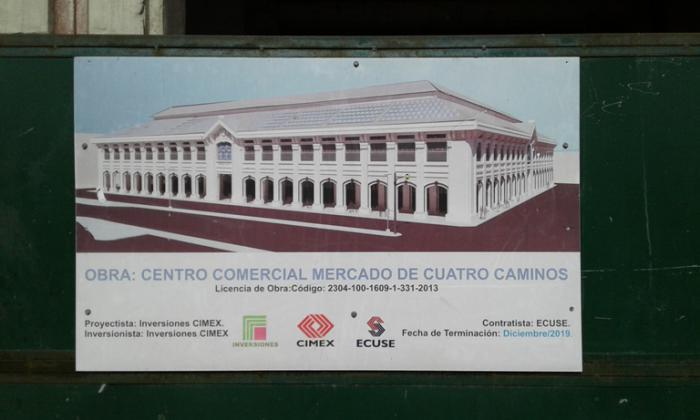 OBRA: CENTRO COMERCIAL MERCADO DE CUATRO CAMINOS
Licencia de Obra:Código: 2304-100-1609-1-331-2013
Proyectista: Inversiones CIMEX.
Inversionista: Inversiones CIMEX
INVERSIONES
CIMEX
ECUSE
Contratista: ECUSE.
Fecha de Terminación: Diciembre/2019.